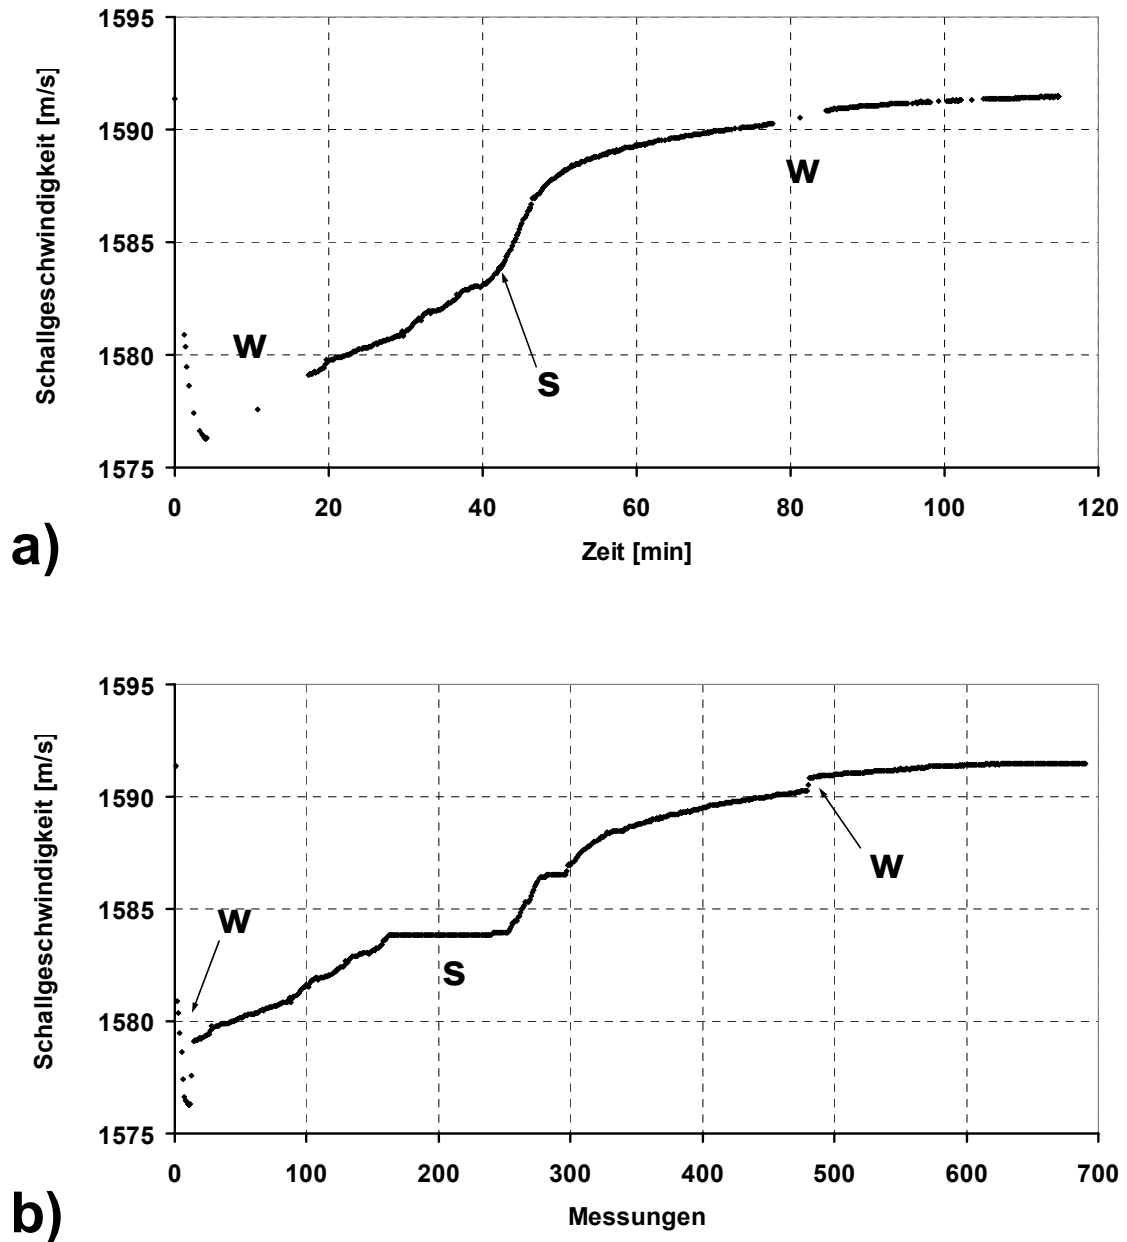 1595
1590
1585
1580
1575
Schallgeschwindigkeit [m/s]
W
W
S
0 20 40 60 80 100 120
Zeit [min]
a)
1595
1590
1585
1580
1575
Schallgeschwindigkeit [m/s]
W
W
S
0 100 200 300 400 500 600 700
Messungen
b)